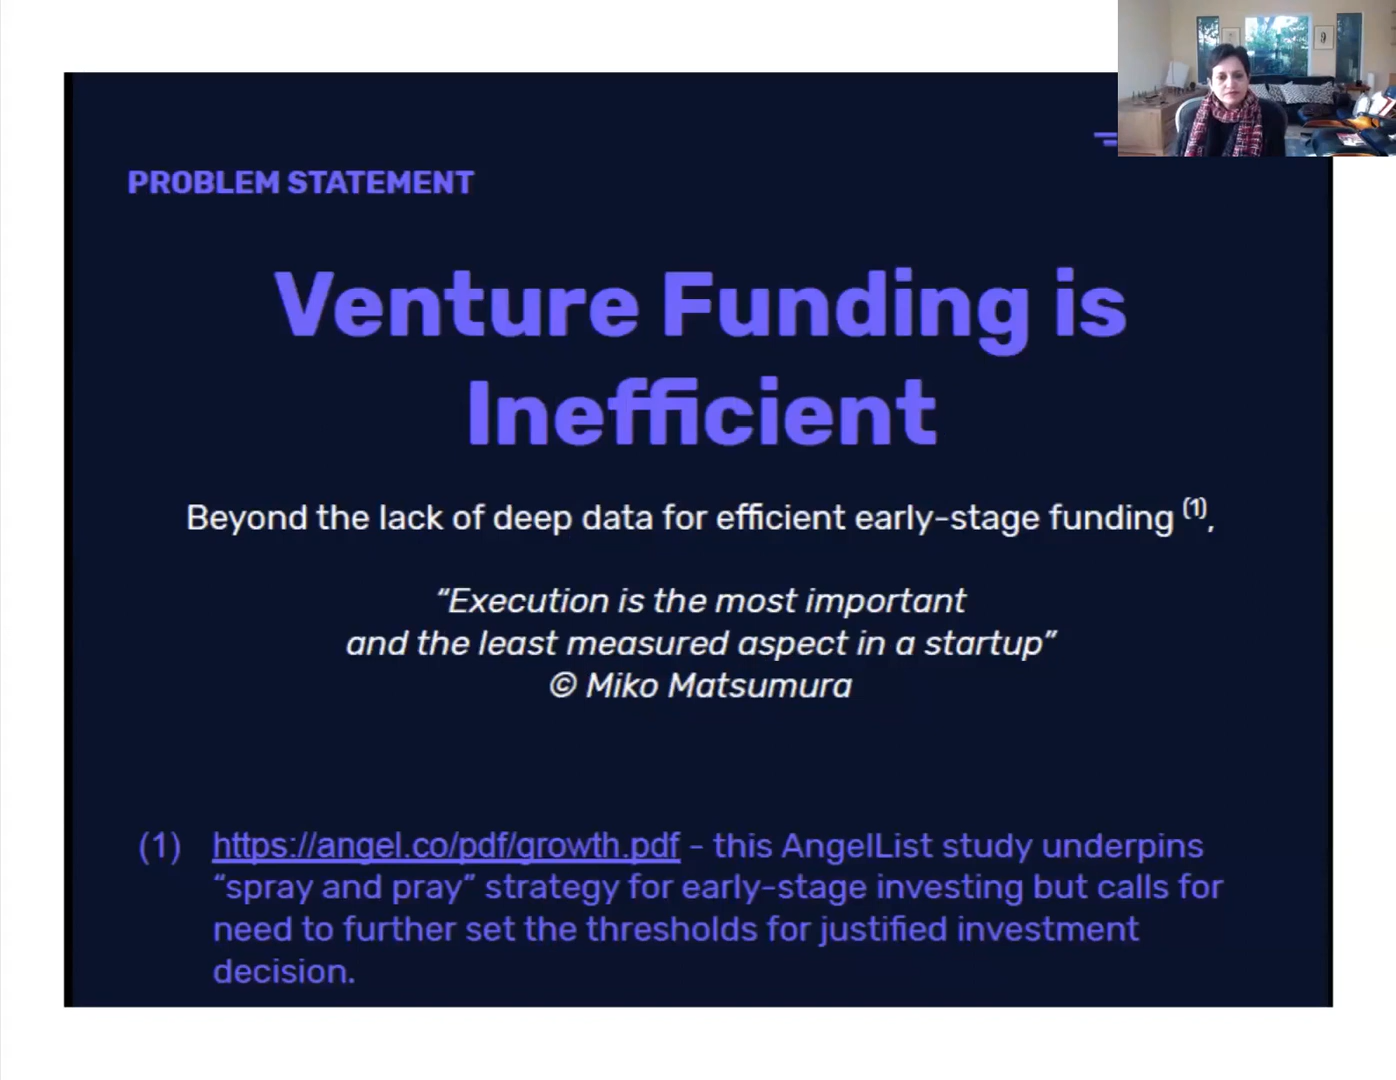 PROBLEM STATEMENT
Venture Funding is
Inefficient
Beyond the lack of deep data for efficient early-stage funding (1),
“Execution is the most important
and the least measured aspect in a startup”
© Miko Matsumura
(1) https://angel.co/pdf/growth.pdf - this AngelList study underpins
“spray and pray” strategy for early-stage investing but calls for
need to further set the thresholds for justified investment
decision.